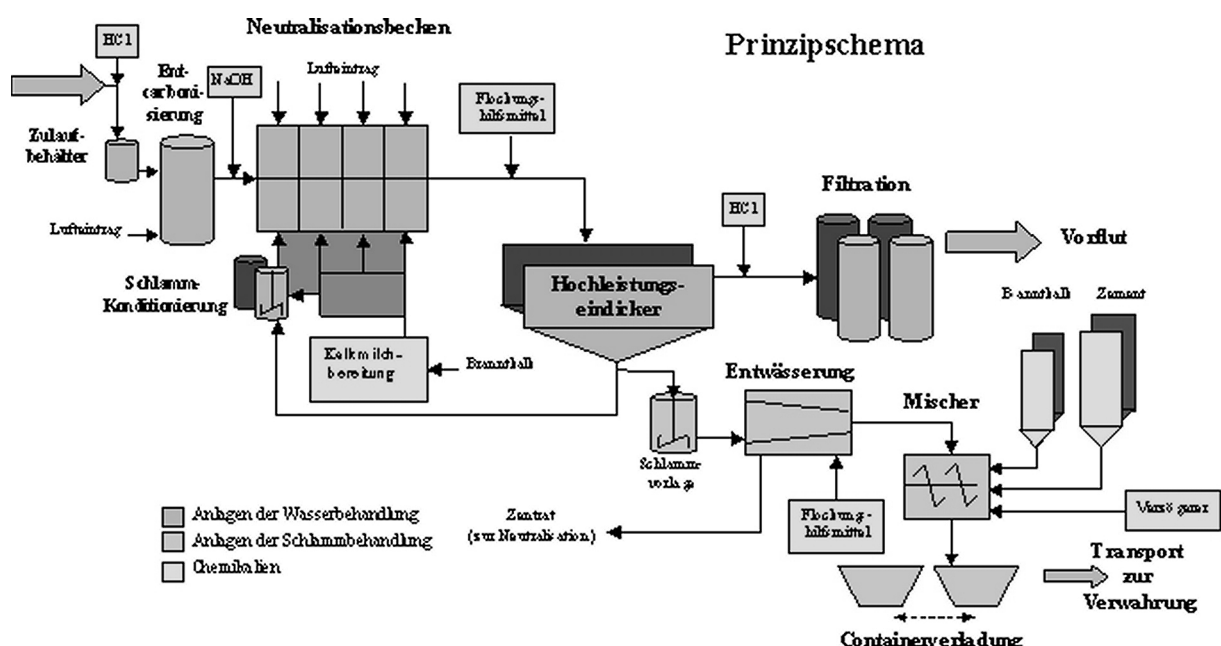 Prinzipschema
Neutralisationsbecken
HCl
Ent-
carboni-
sierung
NaOH
Lufteintrag
Flockungs-
hilfsmittel
Zulauf-
behälter
Lufteintrag
HCl
Filtration
Vorflut
Schlamm-
Konditionierung
Hochleistungs-
eindicker
Branntkalk
Zement
Kalkmilch-
bereitung
Branntkalk
Entwässerung
Mischer
Schlamm-
vorlage
Zentrat
(zur Neutralisation)
Flockungs-
hilfsmittel
Verzögerer
Anlagen der Wasserbehandlung
Anlagen der Schlammbehandlung
Chemikalien
Transport
zur
Verwahrung
Containerverladung